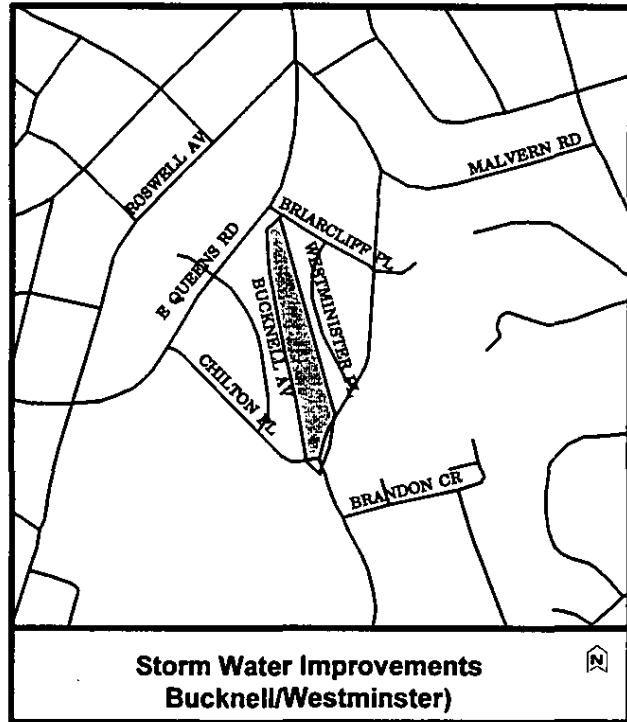 ROSWELL AV
MALVERN RD
BRIARCLIFF PL
E QUEENS RD
WESTMINISTER PL
BUCKNELL AV
CHILTON PL
BRANDON CR
Storm Water Improvements
N
Bucknell/Westminster)